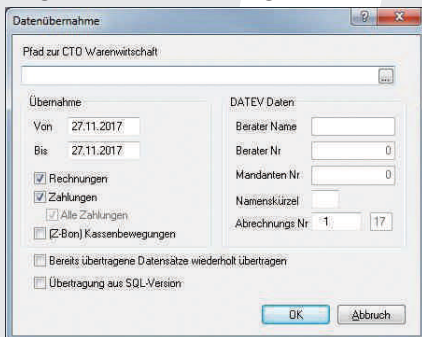 Datenübernahme
Pfad zur CTO Warenwirtschaft
...
Übernahme
Von 27.11.2017
Bis 27.11.2017
Rechnungen
Zahlungen
Alle Zahlungen
(Z-Bon) Kassenbewegungen
DATEV Daten
Berater Name
Berater Nr 0
Mandanten Nr 0
Namenskürzel
Abrechnungs Nr 1 17
Bereits übertragene Datensätze wiederholt übertragen
Übertragung aus SQL-Version
OK Abbruch